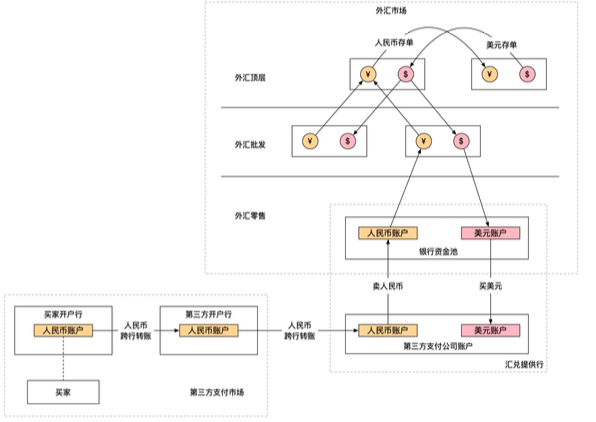 外汇市场
人民币存单
美元存单
外汇顶层
¥
$
¥
$
外汇批发
¥
$
¥
$
外汇零售
人民币账户
美元账户
银行资金池
卖人民币
买美元
买家开户行
第三方开户行
人民币账户
人民币
跨行转账
人民币账户
人民币
跨行转账
人民币账户
美元账户
第三方支付公司账户
汇兑提供行
买家
第三方支付市场